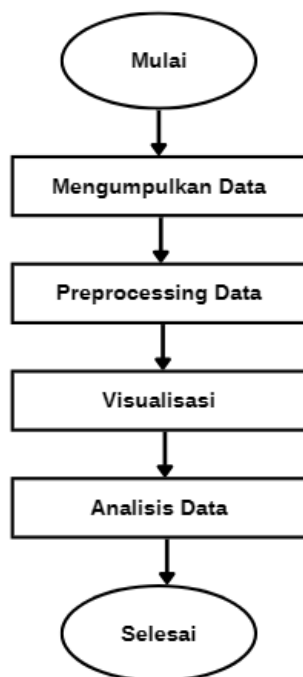 Mulai
Mengumpulkan Data
Preprocessing Data
Visualisasi
Analisis Data
Selesai